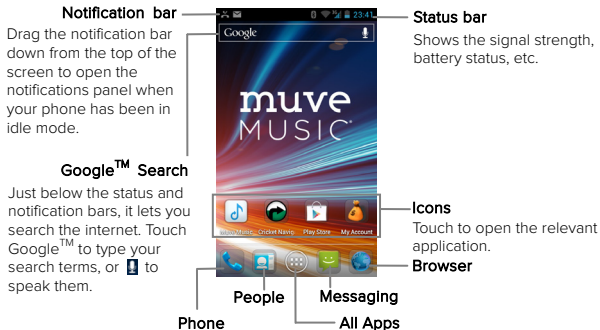 Notification bar
Drag the notification bar
down from the top of the
screen to open the
notifications panel when
your phone has been in
idle mode.
Google™ Search
Just below the status and
notification bars, it lets you
search the internet. Touch
Google™ to type your
search terms, or to
speak them.
23:41
Google
muve
MUSIC
Muve Music
Cricket Navig
Play Store
My Account
Status bar
Shows the signal strength,
battery status, etc.
Icons
Touch to open the relevant
application.
Browser
People
Messaging
Phone
All Apps